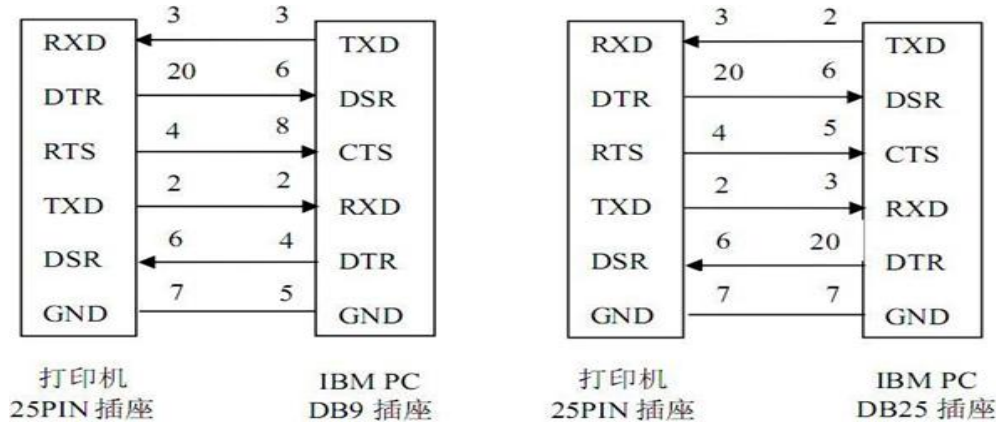 3 3
RXD TXD
20 6
DTR DSR
4 8
RTS CTS
2 2
TXD RXD
6 4
DSR DTR
7 5
GND GND
打印机 IBM PC
25PIN 插座 DB9 插座
3 2
RXD TXD
20 6
DTR DSR
4 5
RTS CTS
2 3
TXD RXD
6 20
DSR DTR
7 7
GND GND
打印机 IBM PC
25PIN 插座 DB25 插座